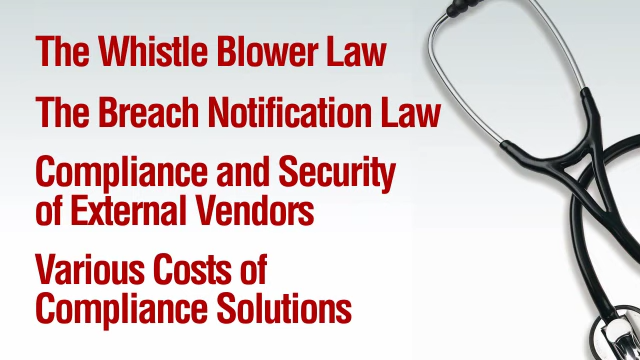 The Whistle Blower Law
The Breach Notification Law
Compliance and Security
of External Vendors
Various Costs of
Compliance Solutions